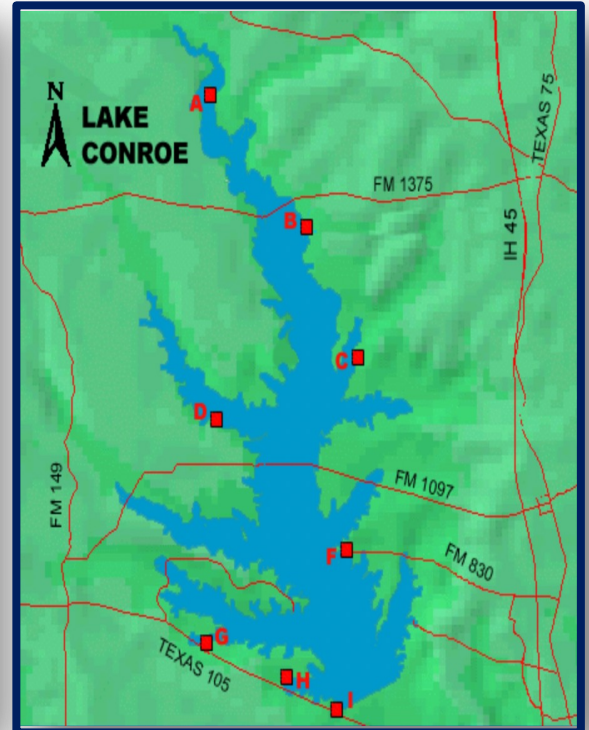 N
LAKE
CONROE
A
TEXAS 75
FM 1375
B
IH 45
C
D
FM 1097
FM 149
F
FM 830
G
TEXAS 105
H
I